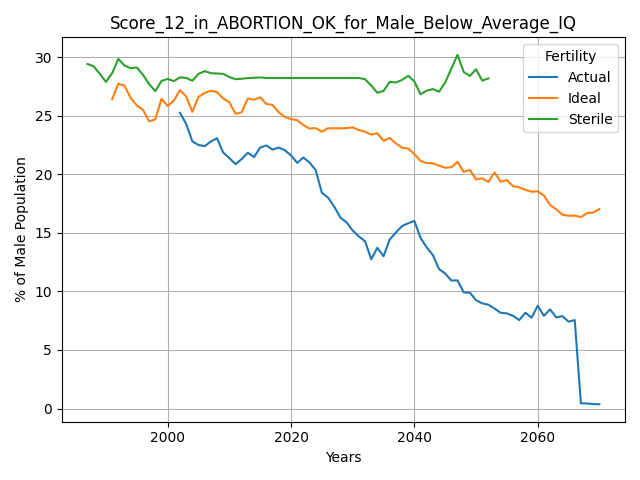 Score_12_in_ABORTION_OK_for_Male_Below_Average_IQ
% of Male Population
30
25
20
15
10
5
0
2000
2020
2040
2060
Years
Fertility
Actual
Ideal
Sterile